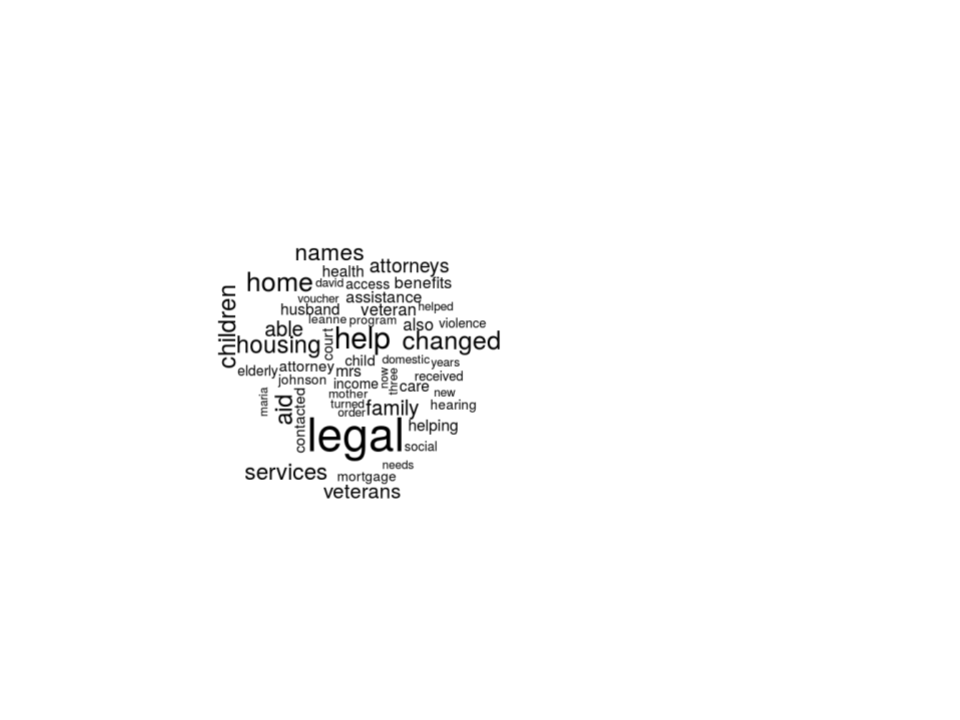 names
health attorneys
home david access benefits
voucher assistance
husband veteran helped
leanne program
children able also violence
housing court help changed
child domestic years
elderly attorney mrs
johnson income now three care received
mother new
maria aid contacted turned family hearing
order
legal helping
social
needs
services mortgage
veterans